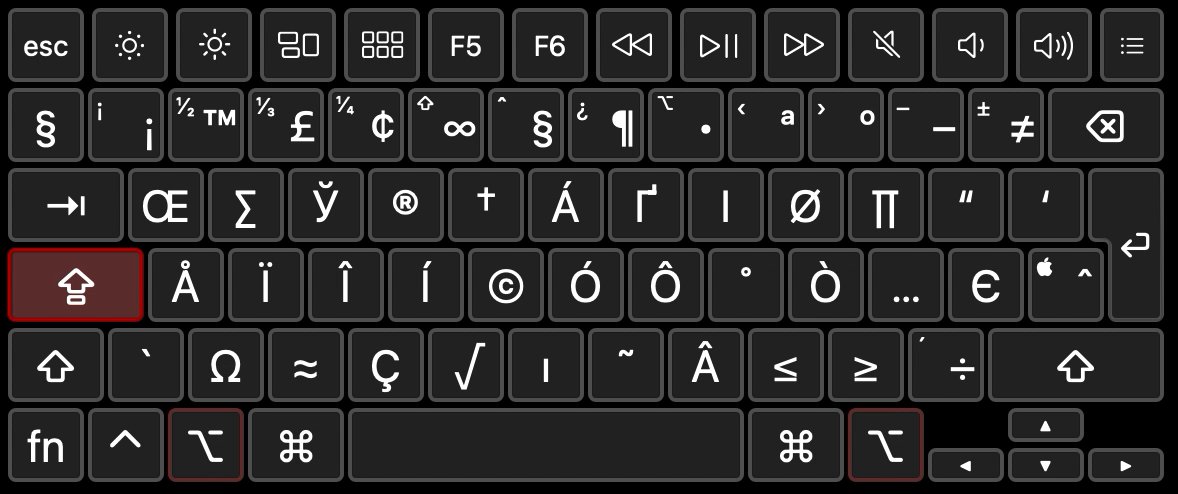 esc F5 F6
§ ¡ ¡ ½ ™ ⅓ £ ¼ ¢ ⇧ ∞ ˆ § ¿ ¶ ⌥ • ‹ a › o – – ± ≠ ⌫
⇥ Œ ∑ Ў ® † Á Ґ I Ø ∏ “ ‘
⇪ Å Ï Î Í © Ó Ô ° Ò … Є  ˆ ↩
⇧ ` Ω ≈ Ç √ ı ˜ Â ≤ ≥ ´ ÷ ⇧
fn ^ ⌥ ⌘ ⌘ ⌥ ◂ ▴ ▾ ▸